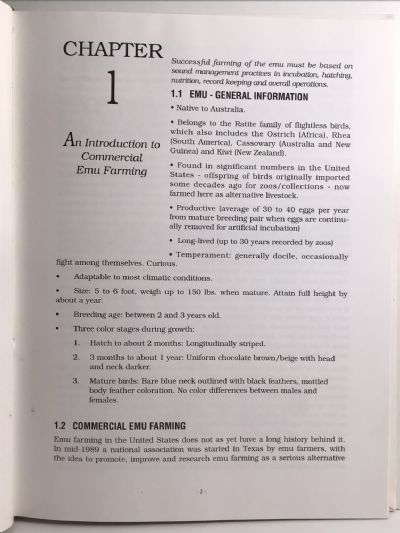 CHAPTER
1
An Introduction to
Commercial
Emu Farming
Successful farming of the emu must be based on
sound management practices in incubation, hatching,
nutrition, record keeping and overall operations.
1.1 EMU - GENERAL INFORMATION
• Native to Australia.
• Belongs to the Ratite family of flightless birds,
which also includes the Ostrich (Africa), Rhea
(South America), Cassowary (Australia and New
Guinea) and Kiwi (New Zealand).
• Found in significant numbers in the United
States - offspring of birds originally imported
some decades ago for zoos/collections - now
farmed here as alternative livestock.
• Productive (average of 30 to 40 eggs per year
from mature breeding pair when eggs are continu-
ally removed for artificial incubation)
• Long-lived (up to 30 years recorded by zoos)
• Temperament: generally docile, occasionally
fight among themselves. Curious.
• Adaptable to most climatic conditions.
• Size: 5 to 6 feet, weigh up to 150 lbs. when mature. Attain full height by
about a year.
• Breeding age: between 2 and 3 years old.
• Three color stages during growth:
1. Hatch to about 2 months: Longitudinally striped.
2. 3 months to about 1 year: Uniform chocolate brown/beige with head
and neck darker.
3. Mature birds: Bare blue neck outlined with black feathers, mottled
body feather coloration. No color differences between males and
females.
1.2 COMMERCIAL EMU FARMING
Emu farming in the United States does not as yet have a long history behind it.
In mid-1989 a national association was started in Texas by emu farmers, with
the idea to promote, improve and research emu farming as a serious alternative
- 1 -